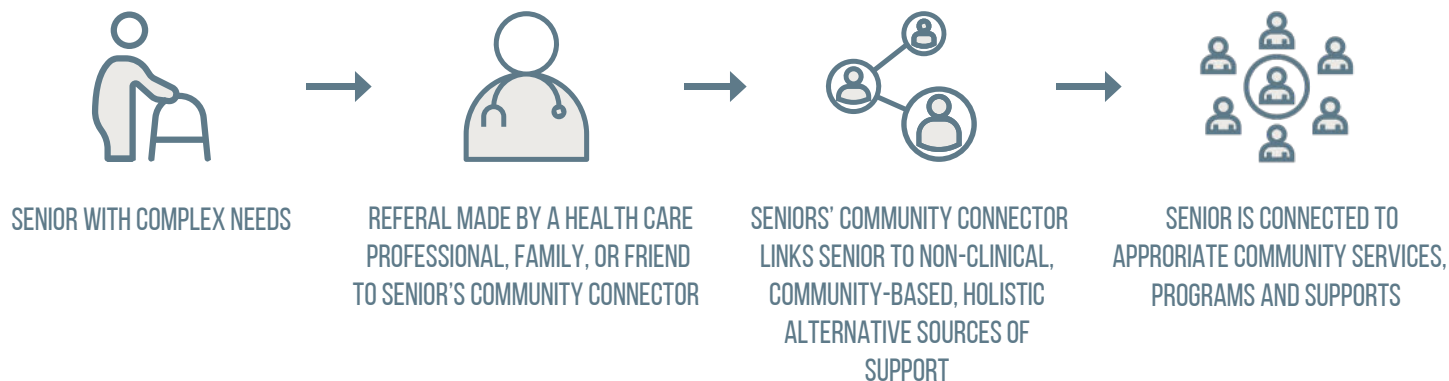 SENIOR WITH COMPLEX NEEDS
REFERAL MADE BY A HEALTH CARE
PROFESSIONAL, FAMILY, OR FRIEND
TO SENIOR'S COMMUNITY CONNECTOR
SENIORS' COMMUNITY CONNECTOR
LINKS SENIOR TO NON-CLINICAL,
COMMUNITY-BASED, HOLISTIC
ALTERNATIVE SOURCES OF
SUPPORT
SENIOR IS CONNECTED TO
APPRORIATE COMMUNITY SERVICES,
PROGRAMS AND SUPPORTS